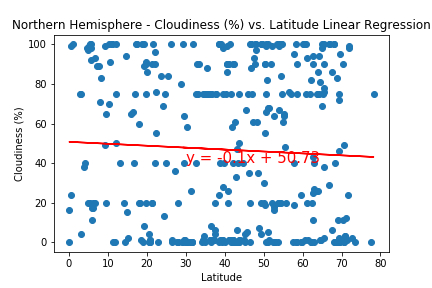 Northern Hemisphere - Cloudiness (%) vs. Latitude Linear Regression
100
80
60
40
20
0
Cloudiness (%)
y = -0.1x + 50.73
0 10 20 30 40 50 60 70 80
Latitude